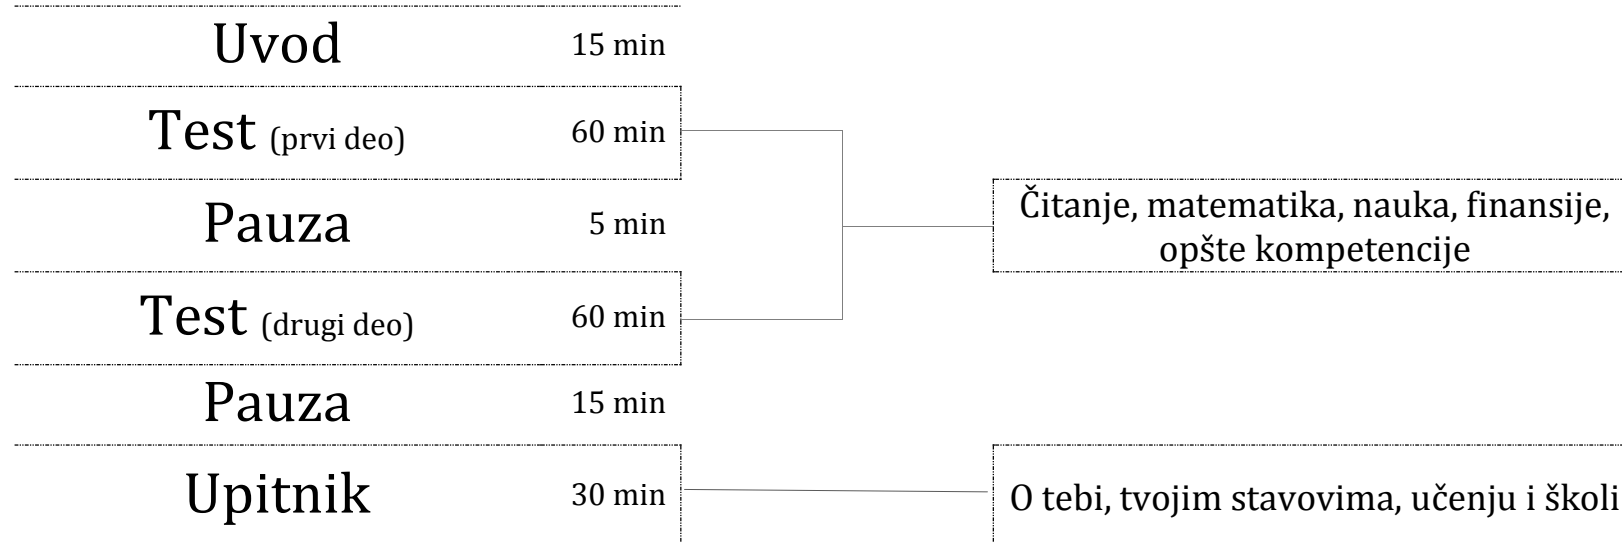 Uvod 15 min
Test (prvi deo) 60 min
Pauza 5 min
Čitanje, matematika, nauka, finansije,
opšte kompetencije
Test (drugi deo) 60 min
Pauza 15 min
Upitnik 30 min
O tebi, tvojim stavovima, učenju i školi